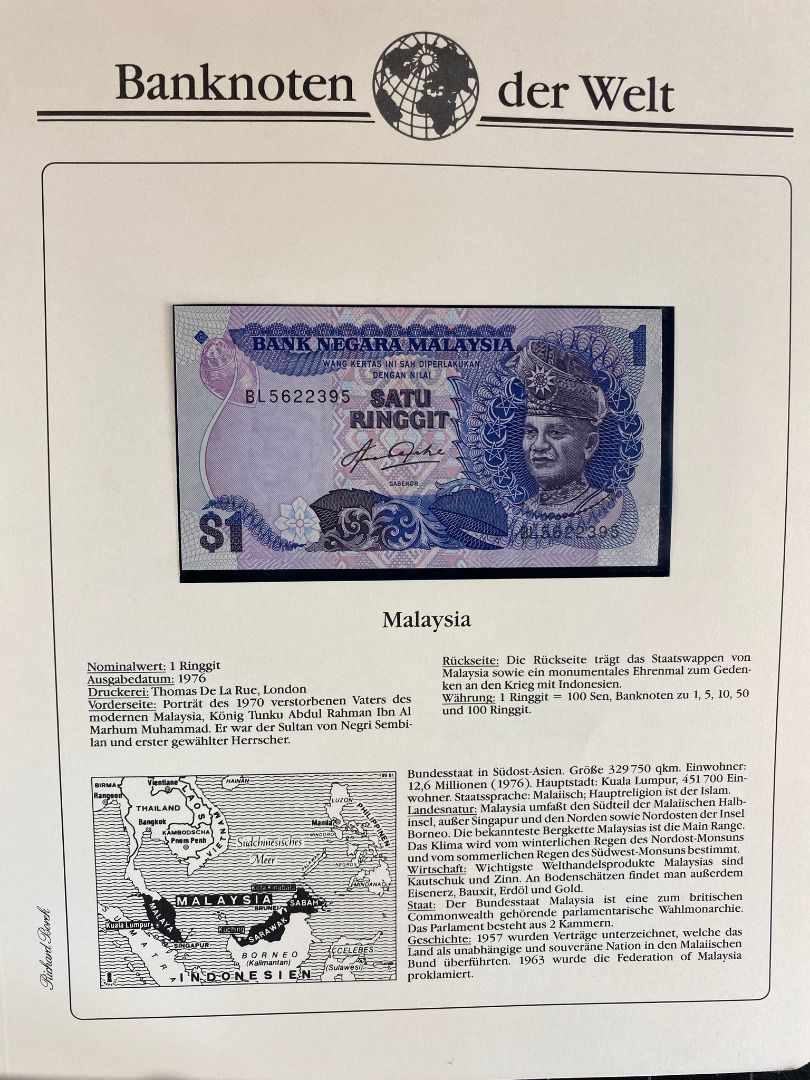 Banknoten der Welt
BANK NEGARA MALAYSIA
WANG KERTAS INI SAH DIPERLAKUKAN
DENGAN NILAI
1
BL5622395
SATU
RINGGIT
GABENOR
$1
BL5622395
Malaysia
Nominalwert: 1 Ringgit
Ausgabedatum: 1976
Druckerei: Thomas De La Rue, London
Vorderseite: Porträt des 1970 verstorbenen Vaters des
modernen Malaysia, König Tunku Abdul Rahman Ibn Al
Marhum Muhammad. Er war der Sultan von Negri Sembi-
lan und erster gewählter Herrscher.
Rückseite: Die Rückseite trägt das Staatswappen von
Malaysia sowie ein monumentales Ehrenmal zum Geden-
ken an den Krieg mit Indonesien.
Währung: 1 Ringgit = 100 Sen, Banknoten zu 1, 5, 10, 50
und 100 Ringgit.
BIRMA
Rangoon
Vientiane
LAOS
HAINAN
THAILAND
Bangkok
VIETNAM
KAMBODSCHA
Pnom Penh
LUZON
Manila
PHILIPPINEN
MINDORO
NEGROS
MINDANAO
Südchinesisches
Meer
Kota Kinabalu
MALAYSIA
BRUNEI
SABAH
MALAYA
Kuala Lumpur
Kuching
SARAWAK
SINGAPUR
SUMATRA
BORNEO
(Kalimantan)
CELEBES
(Sulawesi)
INDONESIEN
Bundesstaat in Südost-Asien. Größe 329750 qkm. Einwohner:
12,6 Millionen (1976). Hauptstadt: Kuala Lumpur, 451700 Ein-
wohner. Staatssprache: Malaiisch; Hauptreligion ist der Islam.
Landesnatur: Malaysia umfaßt den Südteil der Malaiischen Halb-
insel, außer Singapur und den Norden sowie Nordosten der Insel
Borneo. Die bekannteste Bergkette Malaysias ist die Main Range.
Das Klima wird vom winterlichen Regen des Nordost-Monsuns
und vom sommerlichen Regen des Südwest-Monsuns bestimmt.
Wirtschaft: Wichtigste Welthandelsprodukte Malaysias sind
Kautschuk und Zinn. An Bodenschätzen findet man außerdem
Eisenerz, Bauxit, Erdöl und Gold.
Staat: Der Bundesstaat Malaysia ist eine zum britischen
Commonwealth gehörende parlamentarische Wahlmonarchie.
Das Parlament besteht aus 2 Kammern.
Geschichte: 1957 wurden Verträge unterzeichnet, welche das
Land als unabhängige und souveräne Nation in den Malaiischen
Bund überführten. 1963 wurde die Federation of Malaysia
proklamiert.
Richard Borek